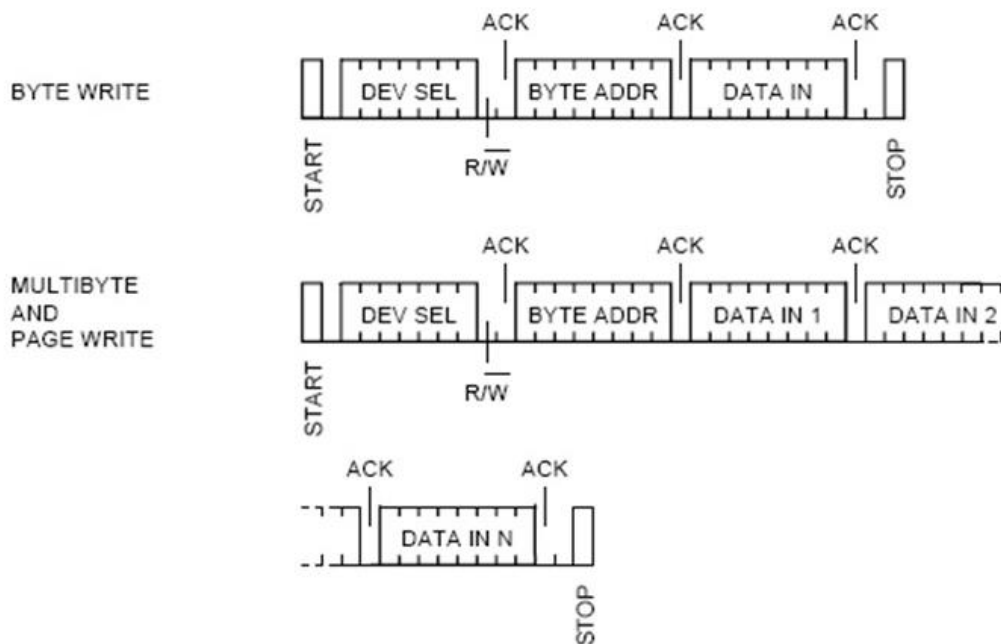 ACK ACK ACK
BYTE WRITE DEV SEL BYTE ADDR DATA IN
R/W
START STOP
ACK ACK ACK
MULTIBYTE
AND
PAGE WRITE
DEV SEL BYTE ADDR DATA IN 1 DATA IN 2
R/W
START
ACK ACK
DATA IN N
STOP